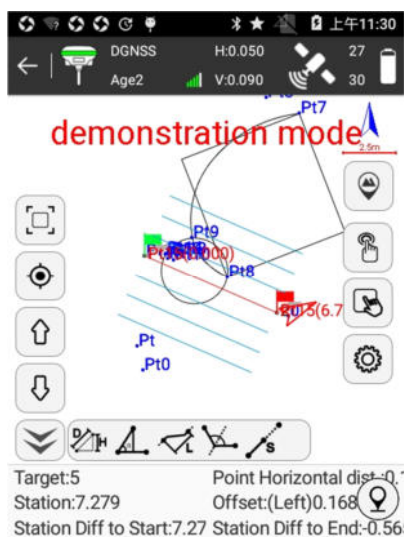 上午11:30
DGNSS H:0.050 27
Age2 V:0.090 30
demonstration mode
Pt7
2.5m
Pt9
Pt8
Pt
Pt0
D H L S
Target:5 Point Horizontal dist
Station:7.279 Offset:(Left)0.168
Station Diff to Start:7.27 Station Diff to End:-0.56